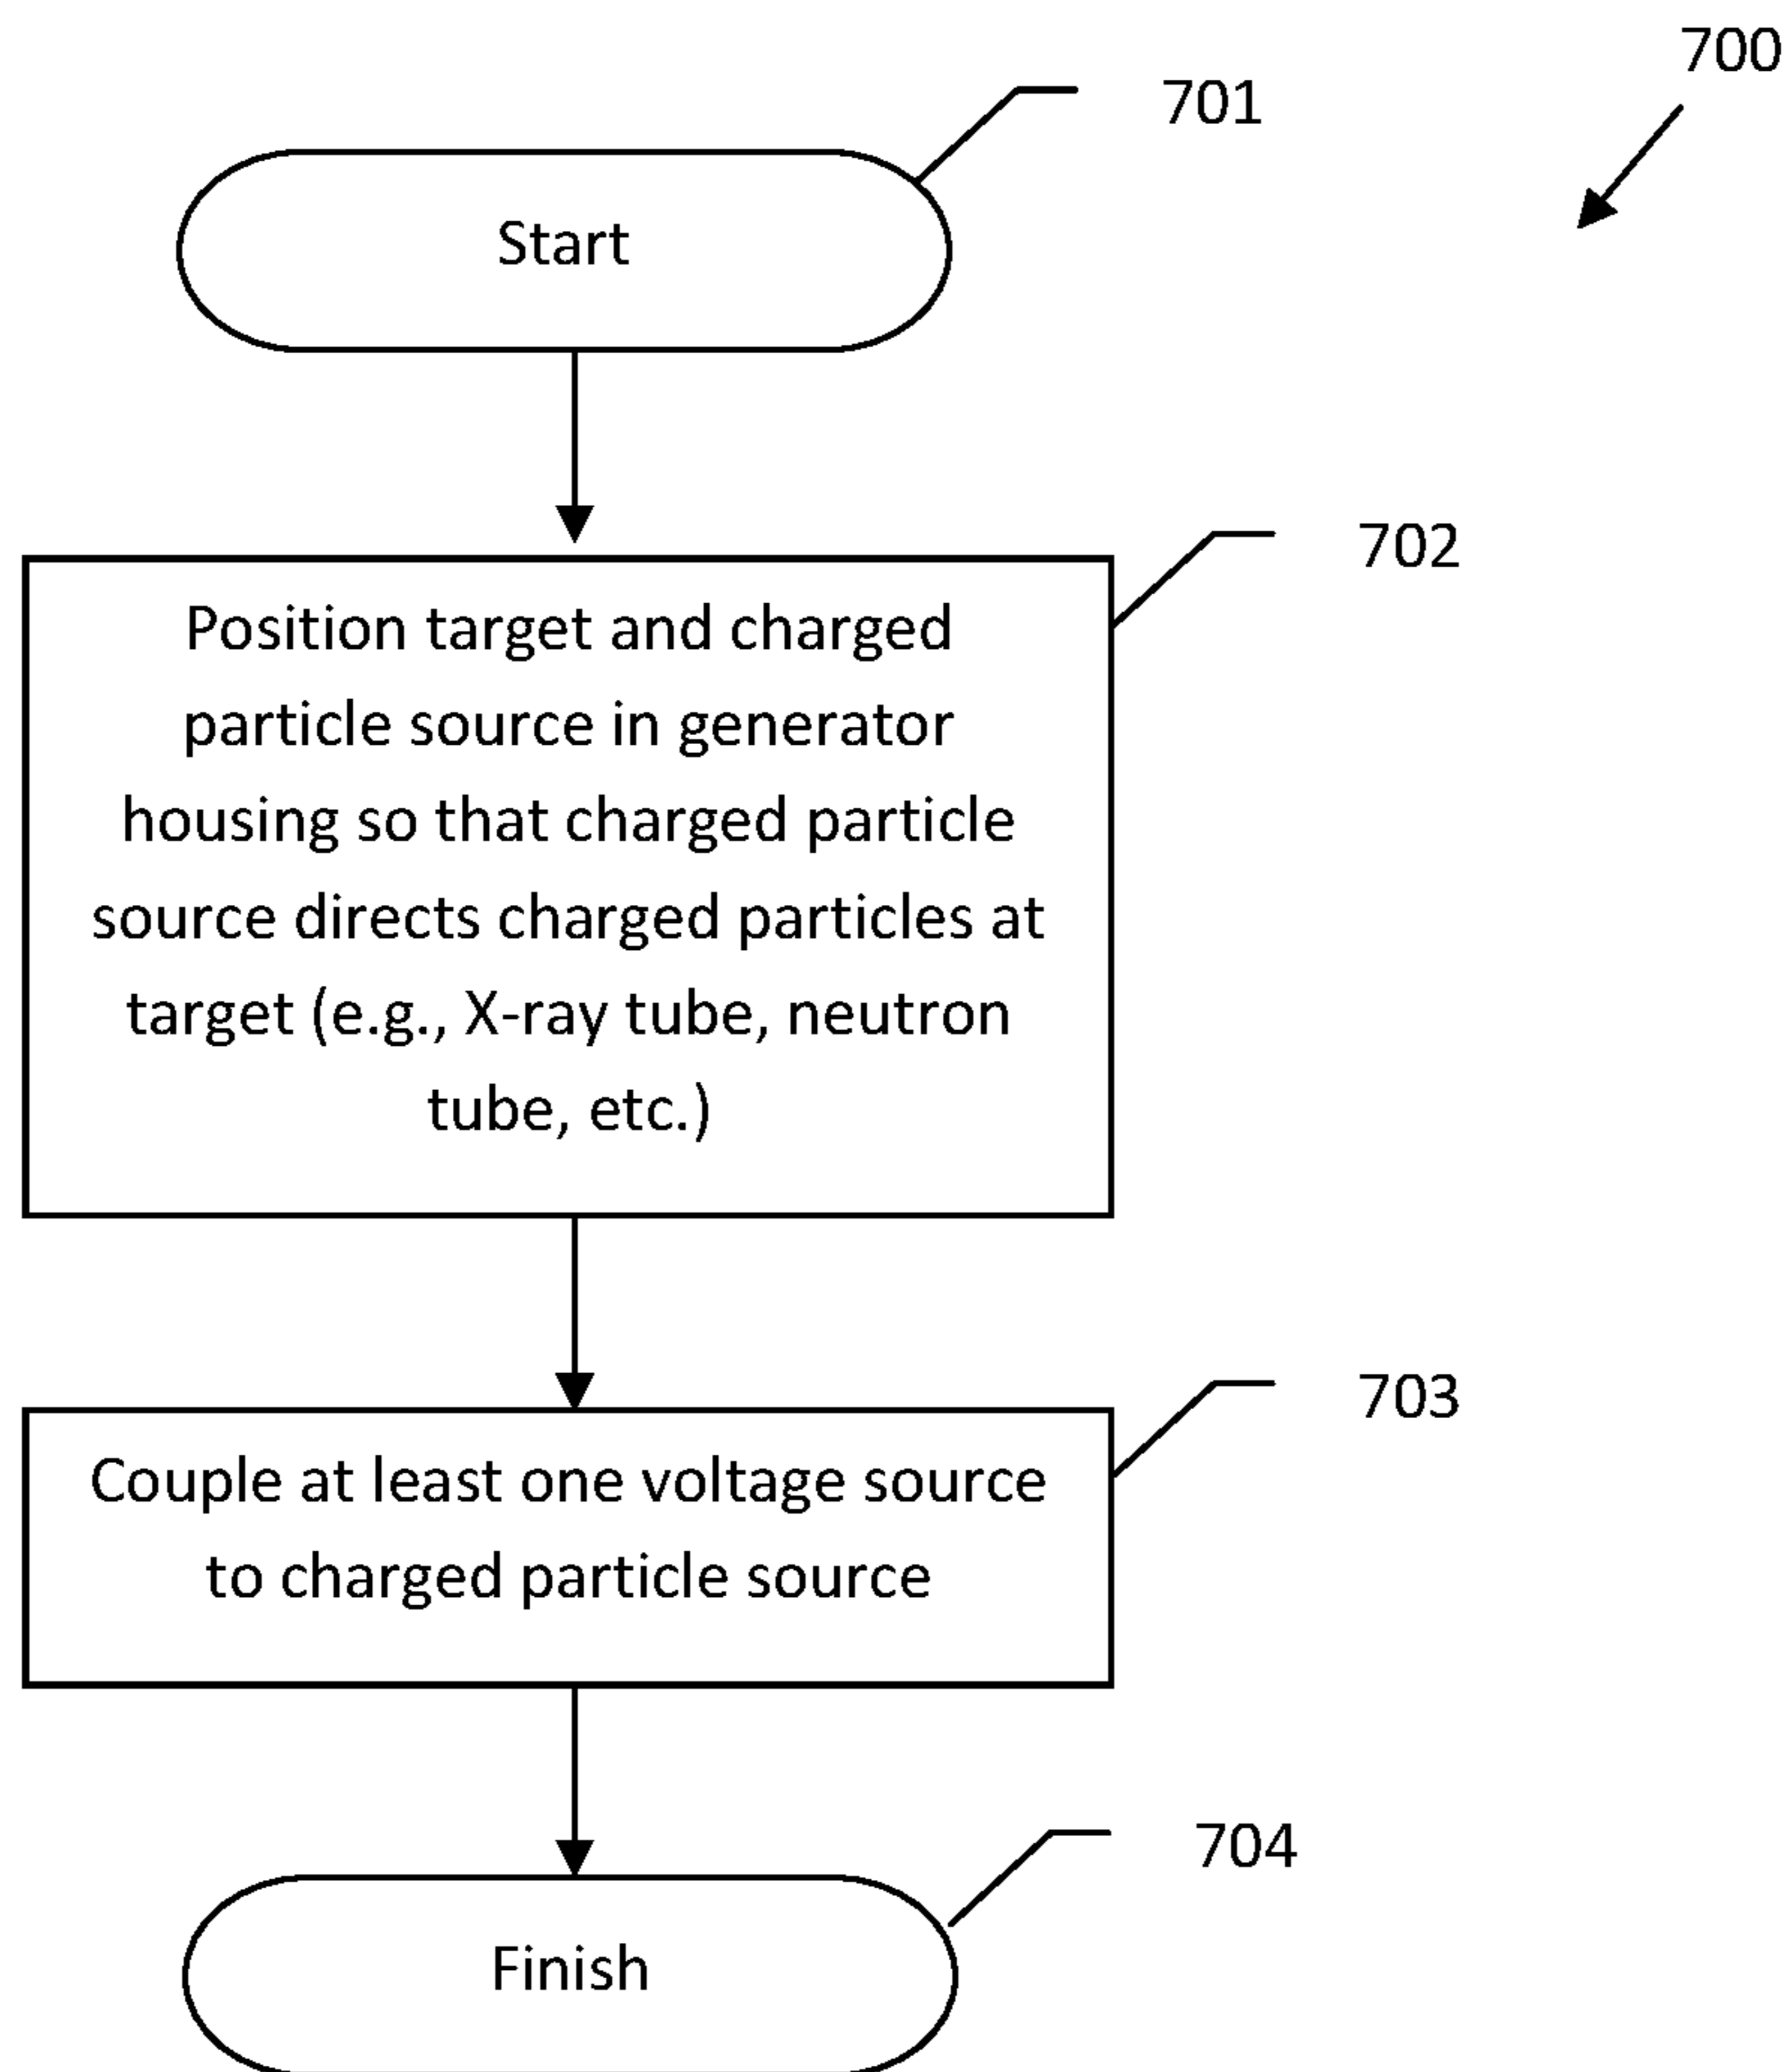 700
701
Start
702
Position target and charged
particle source in generator
housing so that charged particle
source directs charged particles at
target (e.g., X-ray tube, neutron
tube, etc.)
703
Couple at least one voltage source
to charged particle source
704
Finish